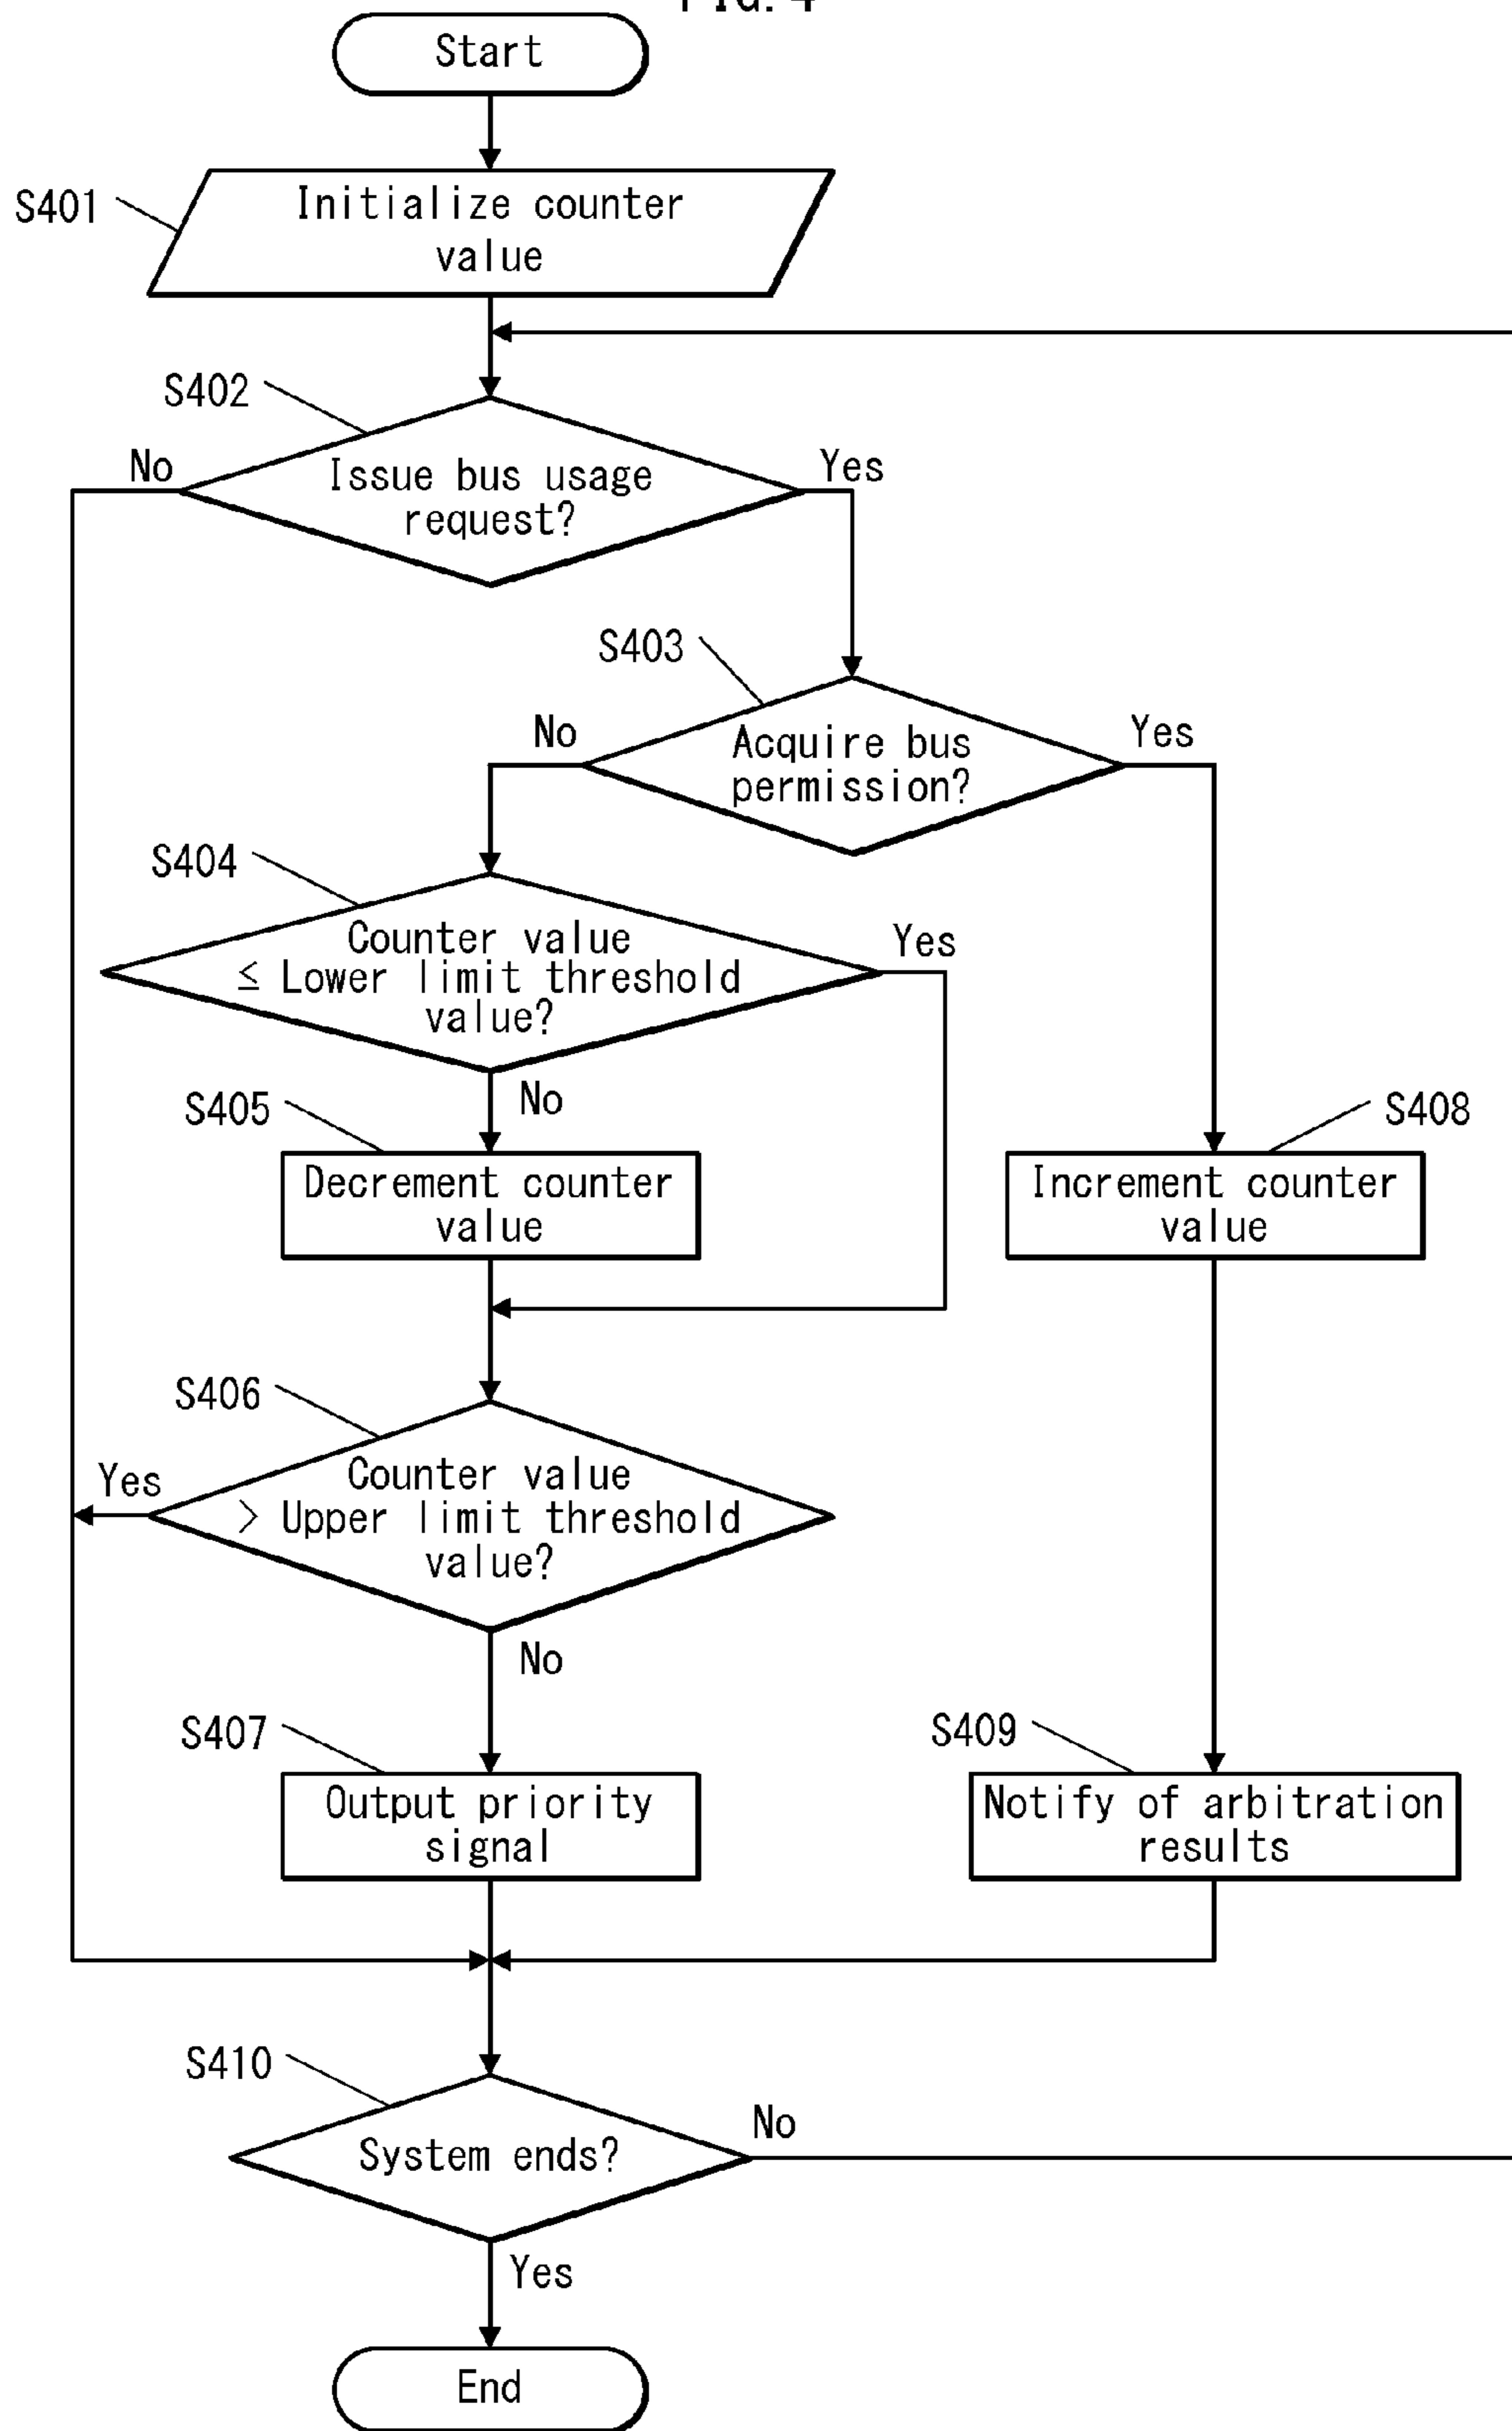 FIG. 4
Start
S401
Initialize counter
value
S402
No
Yes
Issue bus usage
request?
S403
No
Yes
Acquire bus
permission?
S404
Counter value
≤ Lower limit threshold
value?
Yes
No
S405
S408
Decrement counter
value
Increment counter
value
S406
Yes
Counter value
> Upper limit threshold
value?
No
S407
S409
Output priority
signal
Notify of arbitration
results
S410
No
System ends?
Yes
End